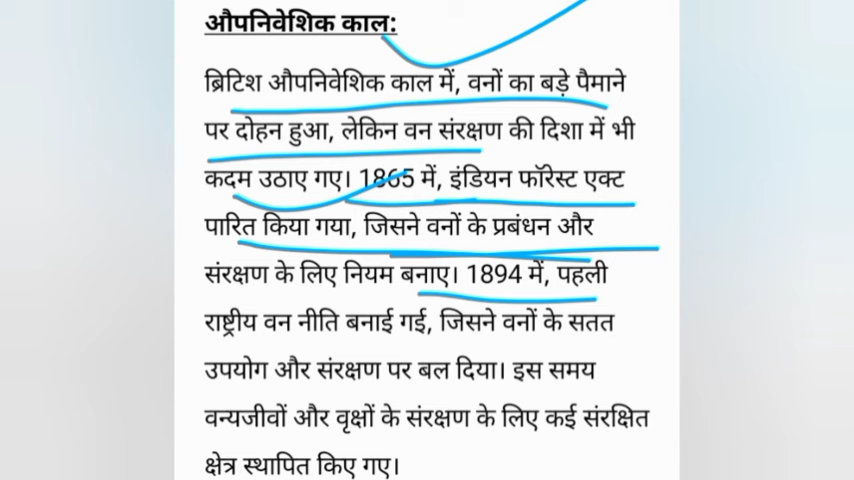 औपनिवेशिक काल:
ब्रिटिश औपनिवेशिक काल में, वनों का बड़े पैमाने
पर दोहन हुआ, लेकिन वन संरक्षण की दिशा में भी
कदम उठाए गए। 1865 में, इंडियन फॉरेस्ट एक्ट
पारित किया गया, जिसने वनों के प्रबंधन और
संरक्षण के लिए नियम बनाए। 1894 में, पहली
राष्ट्रीय वन नीति बनाई गई, जिसने वनों के सतत
उपयोग और संरक्षण पर बल दिया। इस समय
वन्यजीवों और वृक्षों के संरक्षण के लिए कई संरक्षित
क्षेत्र स्थापित किए गए।